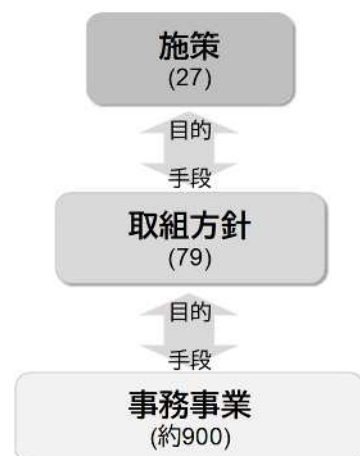 施策
(27)
目的
手段
取組方針
(79)
目的
手段
事務事業
(約900)